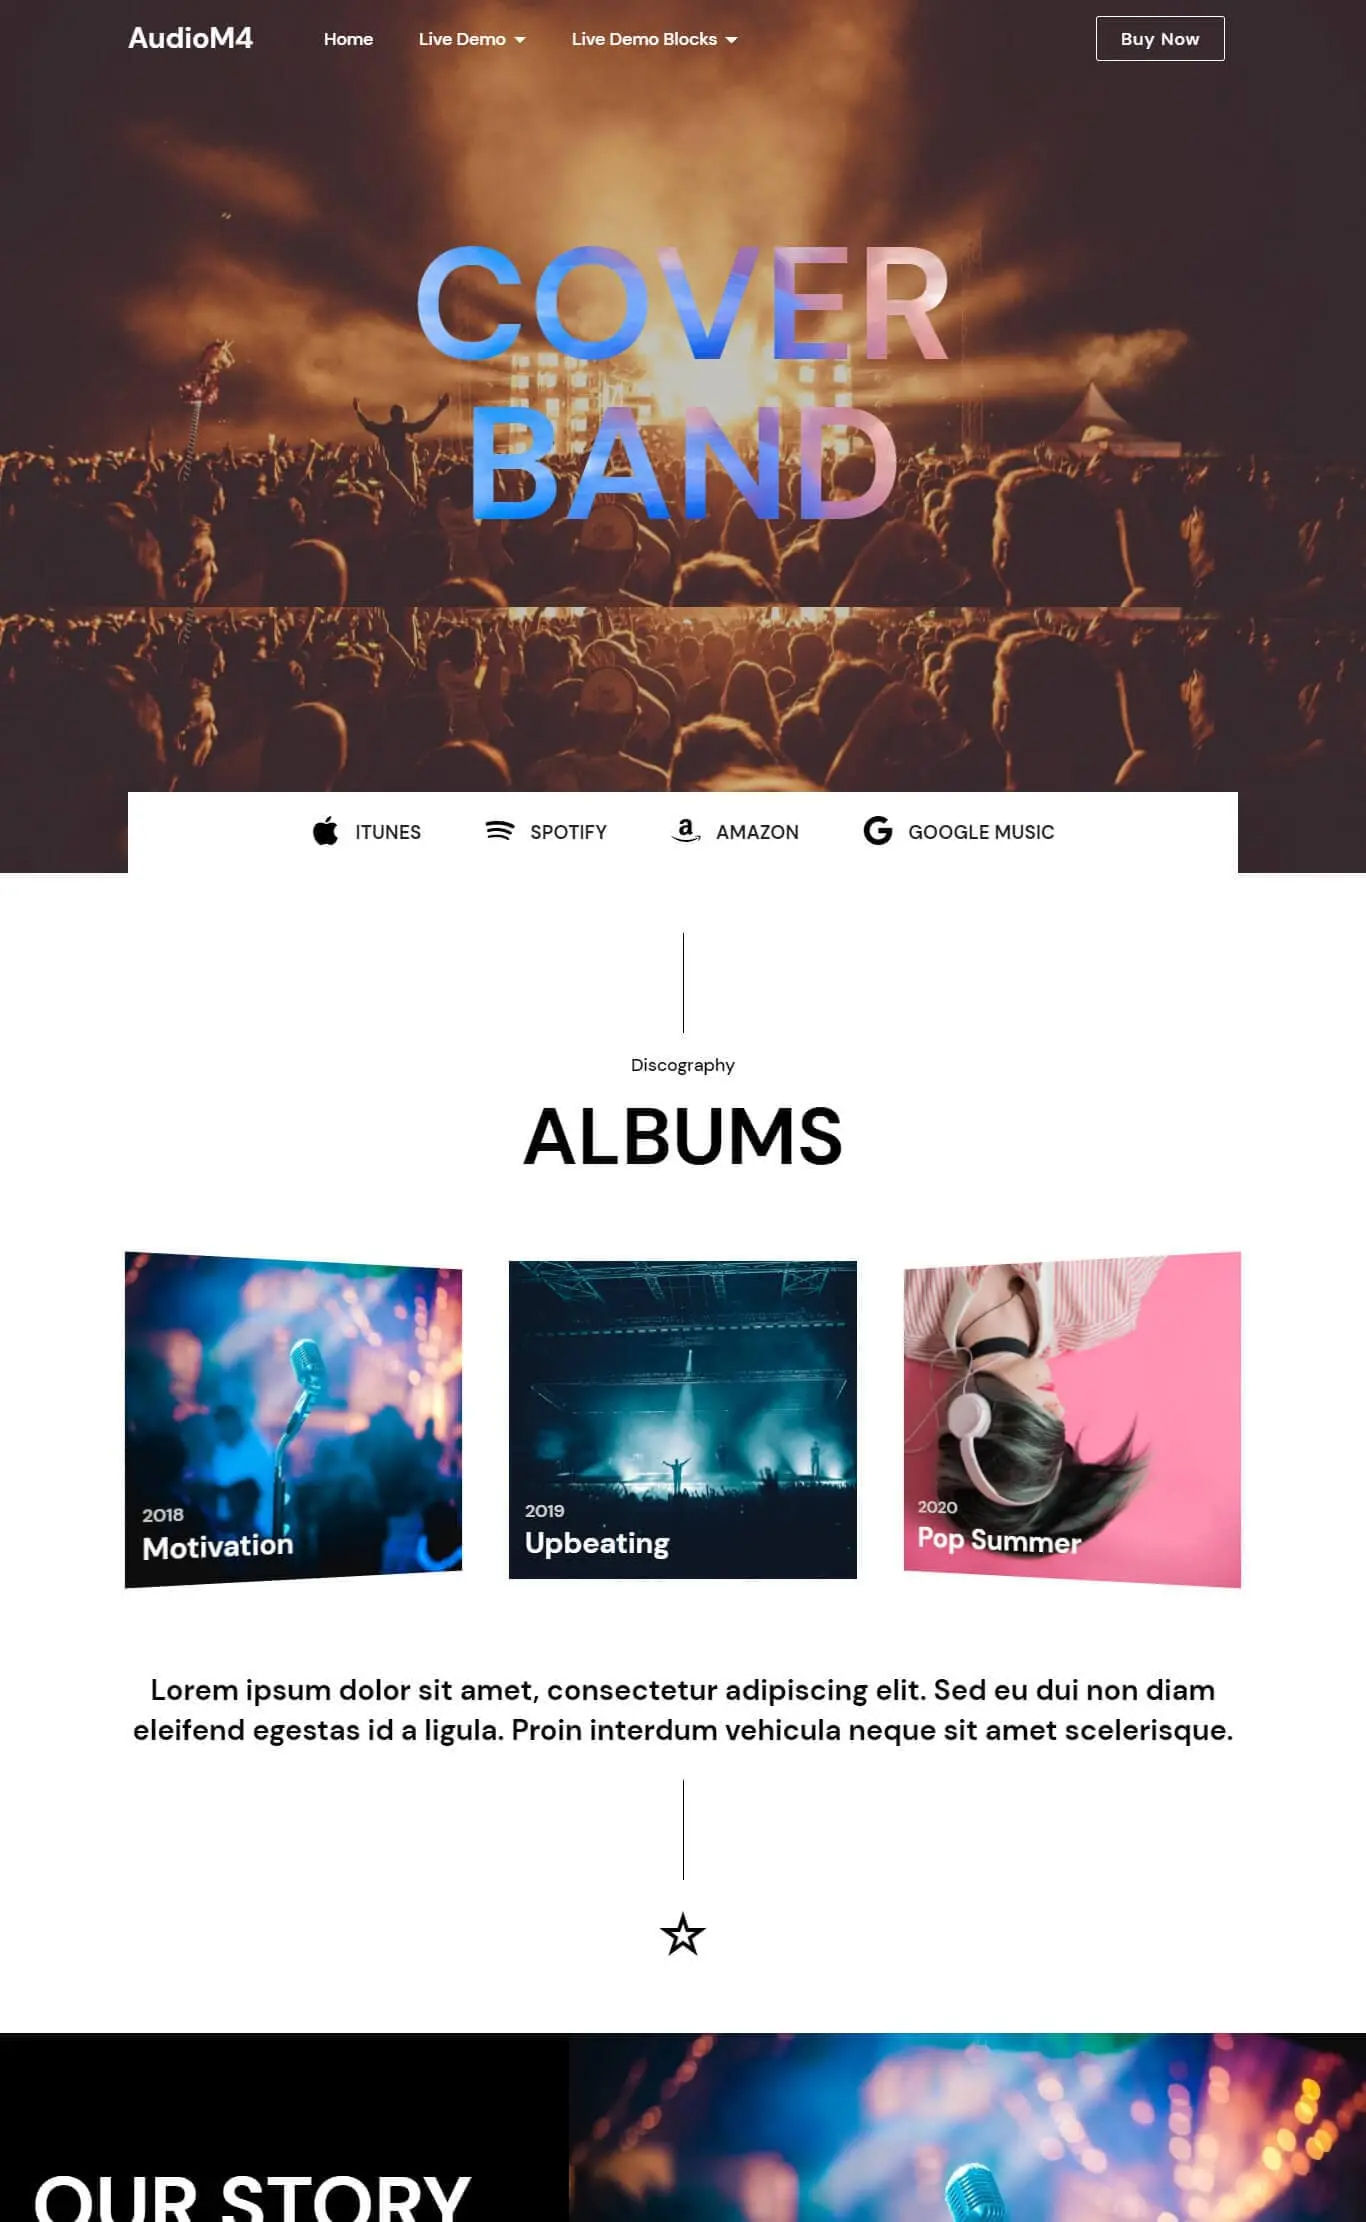 AudioM4 Home Live Demo Live Demo Blocks Buy Now
COVER
BAND
ITUNES SPOTIFY AMAZON GOOGLE MUSIC
Discography
ALBUMS
2018
Motivation
2019
Upbeating
2020
Pop Summer
Lorem ipsum dolor sit amet, consectetur adipiscing elit. Sed eu dui non diam
eleifend egestas id a ligula. Proin interdum vehicula neque sit amet scelerisque.
OUR STORY